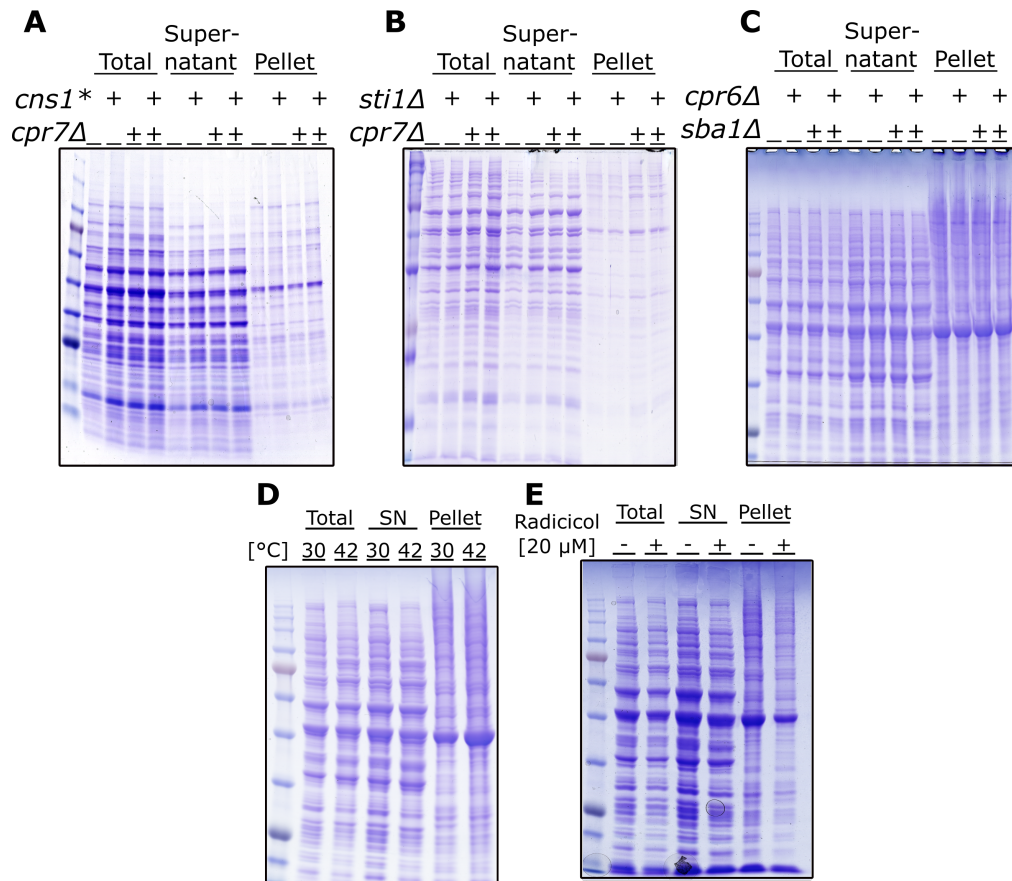 A
Super-
Total natant Pellet
cns1* + + + + + +
cpr7Δ _ _ + + _ _ + + _ _ + +
B
Super-
Total natant Pellet
sti1Δ + + + + + +
cpr7Δ _ _ + + _ _ + + _ _ + +
C
Super-
Total natant Pellet
cpr6Δ + + + + + +
sba1Δ _ _ + + _ _ + + _ _ + +
D
Total SN Pellet
[°C] 30 42 30 42 30 42
E
Total SN Pellet
Radicicol
[20 µM] - + - + - +